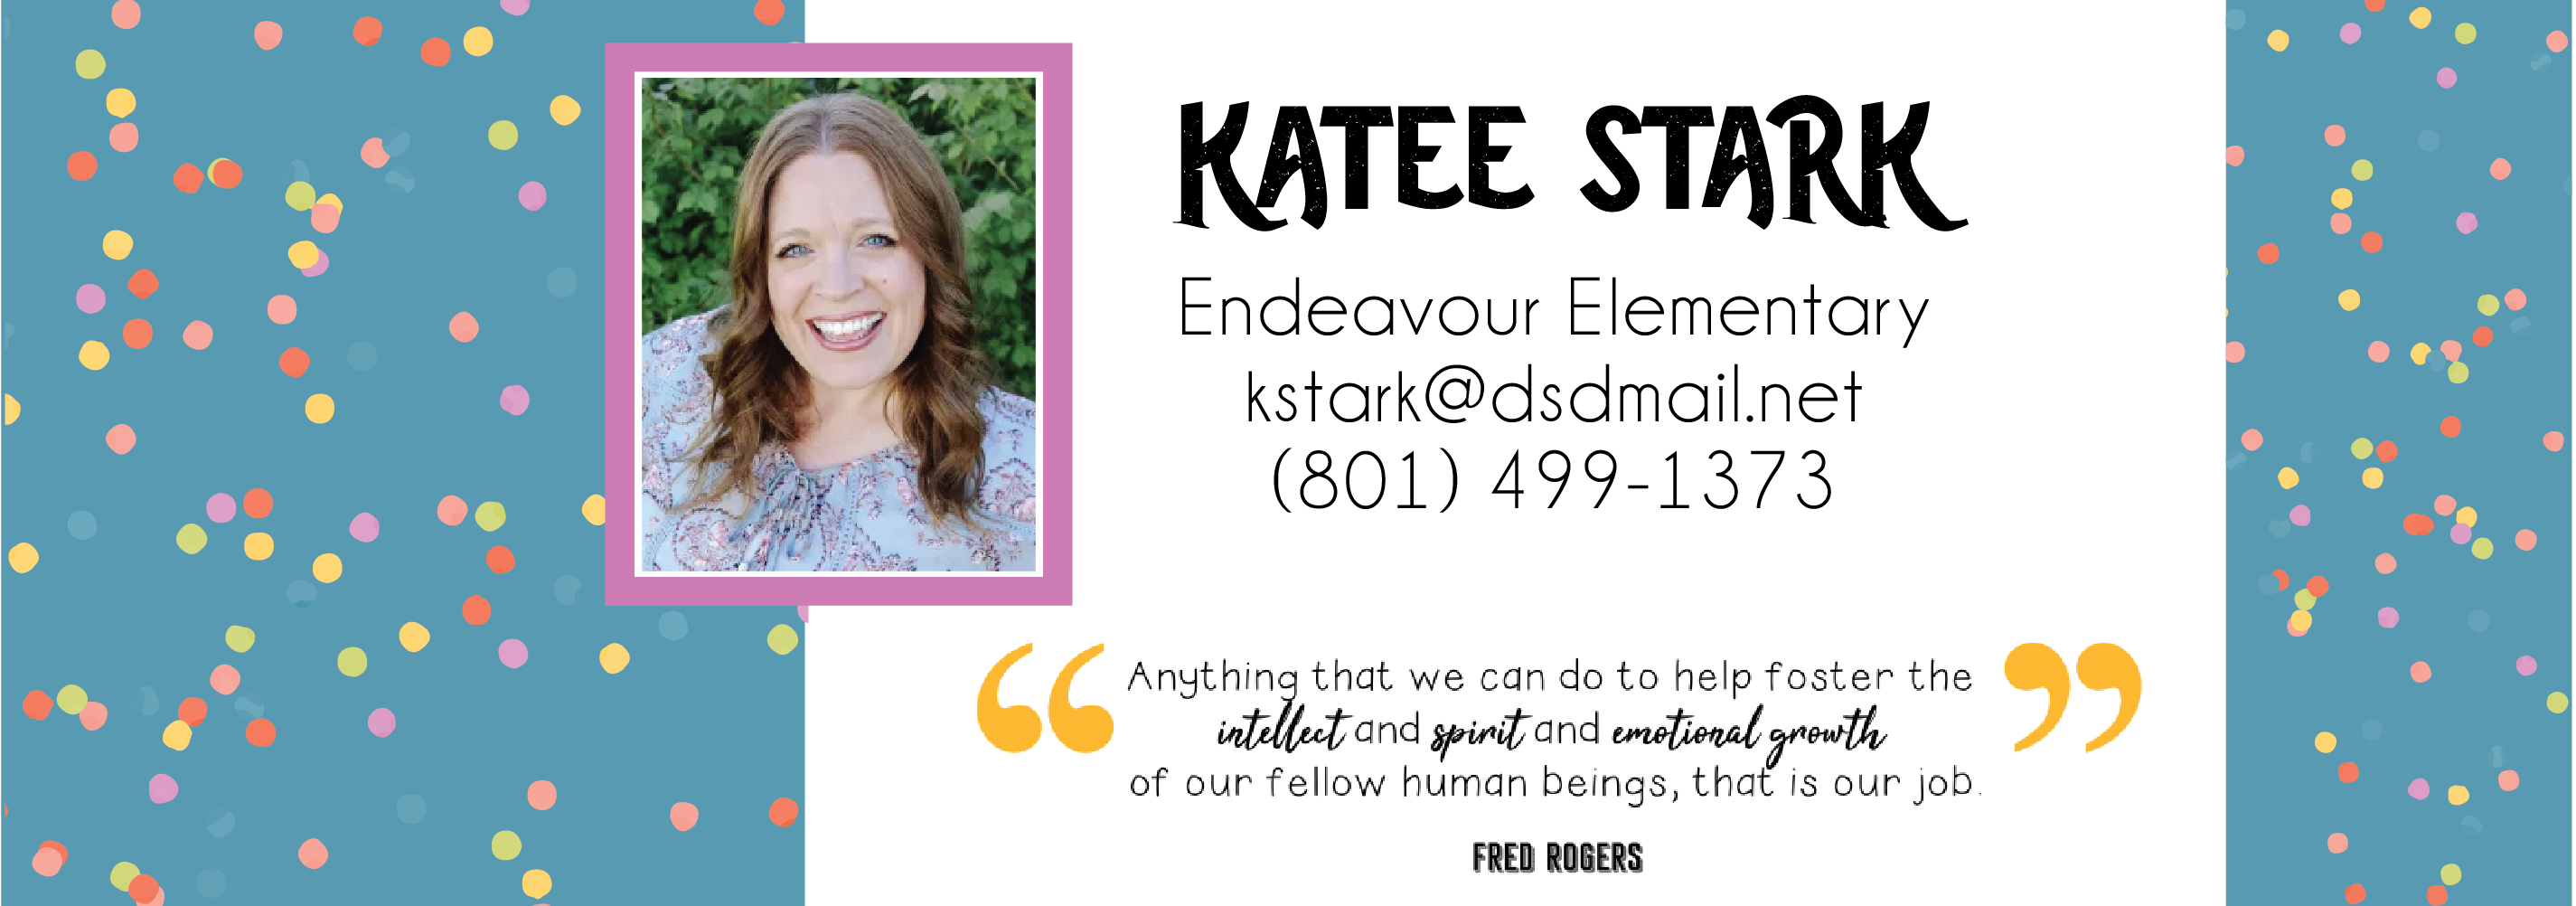 KATEE STARK
Endeavour Elementary
kstark@dsdmail.net
(801) 499-1373
“ Anything that we can do to help foster the ”
intellect and spirit and emotional growth
of our fellow human beings, that is our job.
FRED ROGERS